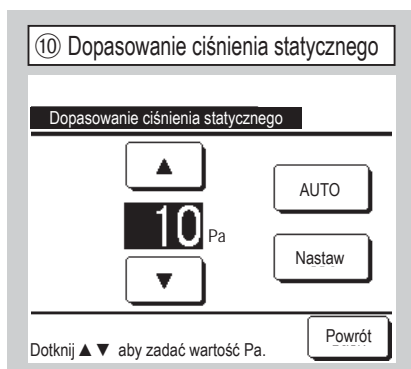 ⑩ Dopasowanie ciśnienia statycznego
Dopasowanie ciśnienia statycznego
▲
AUTO
10 Pa
Nastaw
▼
Powrót
Dotknij ▲▼ aby zadać wartość Pa.